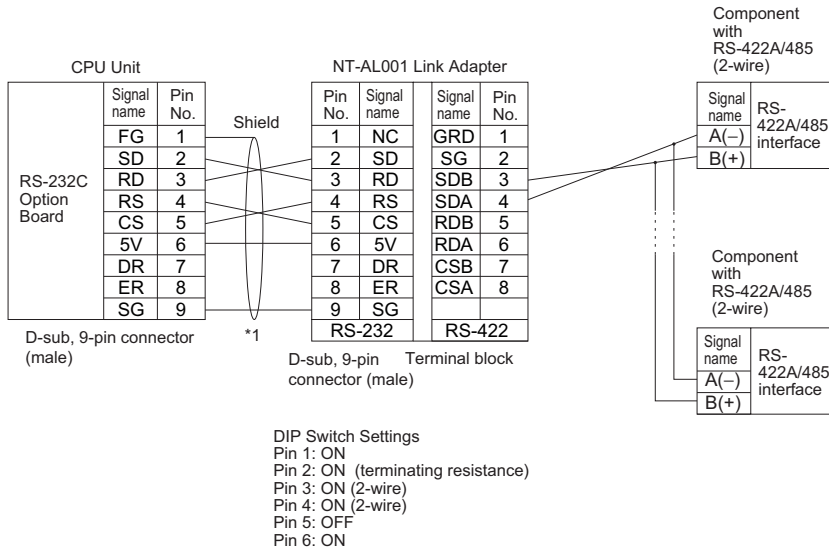 Component
with
RS-422A/485
(2-wire)
CPU Unit
NT-AL001 Link Adapter
Signal name Pin No.
Shield
Pin No. Signal name Signal name Pin No.
Signal name
RS-422A/485 interface
A(−)
B(+)
RS-232C
Option
Board
FG 1
SD 2
RD 3
RS 4
CS 5
5V 6
DR 7
ER 8
SG 9
1 NC GRD 1
2 SD SG 2
3 RD SDB 3
4 RS SDA 4
5 CS RDB 5
6 5V RDA 6
7 DR CSB 7
8 ER CSA 8
9 SG
RS-232 RS-422
*1
D-sub, 9-pin connector
(male)
D-sub, 9-pin
connector (male)
Terminal block
Component
with
RS-422A/485
(2-wire)
Signal name
RS-422A/485 interface
A(−)
B(+)
DIP Switch Settings
Pin 1: ON
Pin 2: ON (terminating resistance)
Pin 3: ON (2-wire)
Pin 4: ON (2-wire)
Pin 5: OFF
Pin 6: ON